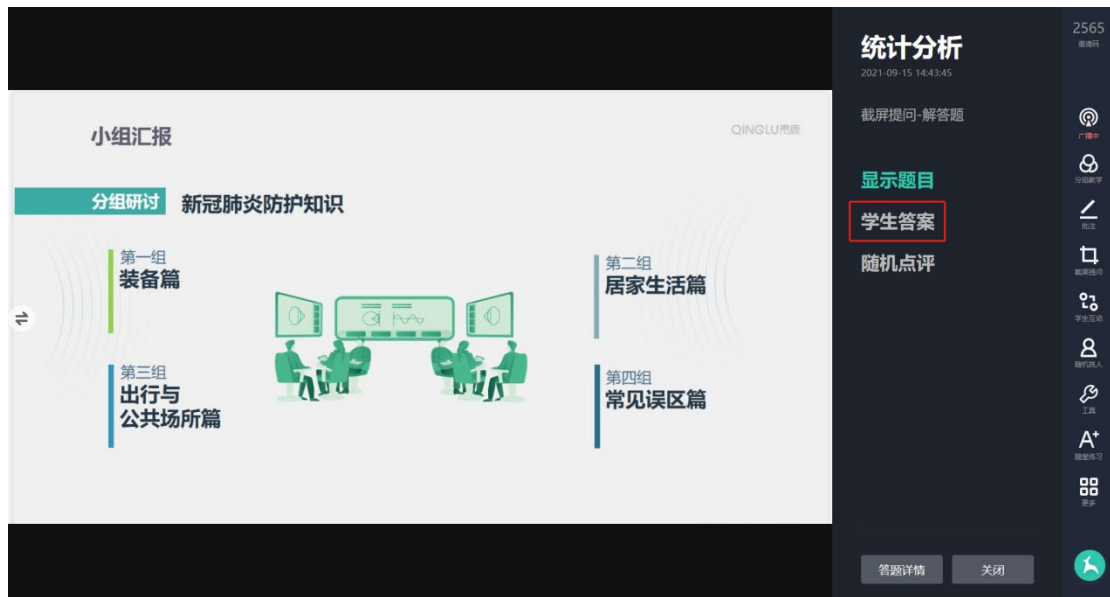 小组汇报
QINGLU青鹿
分组研讨 新冠肺炎防护知识
第一组
装备篇
第二组
居家生活篇
第三组
出行与
公共场所篇
第四组
常见误区篇
统计分析
2021-09-15 14:43:45
截屏提问-解答题
显示题目
学生答案
随机点评
答题详情
关闭
2565
邀请码
广播中
分组教学
批注
截屏提问
学生互动
随机挑人
工具
A+
随堂练习
更多